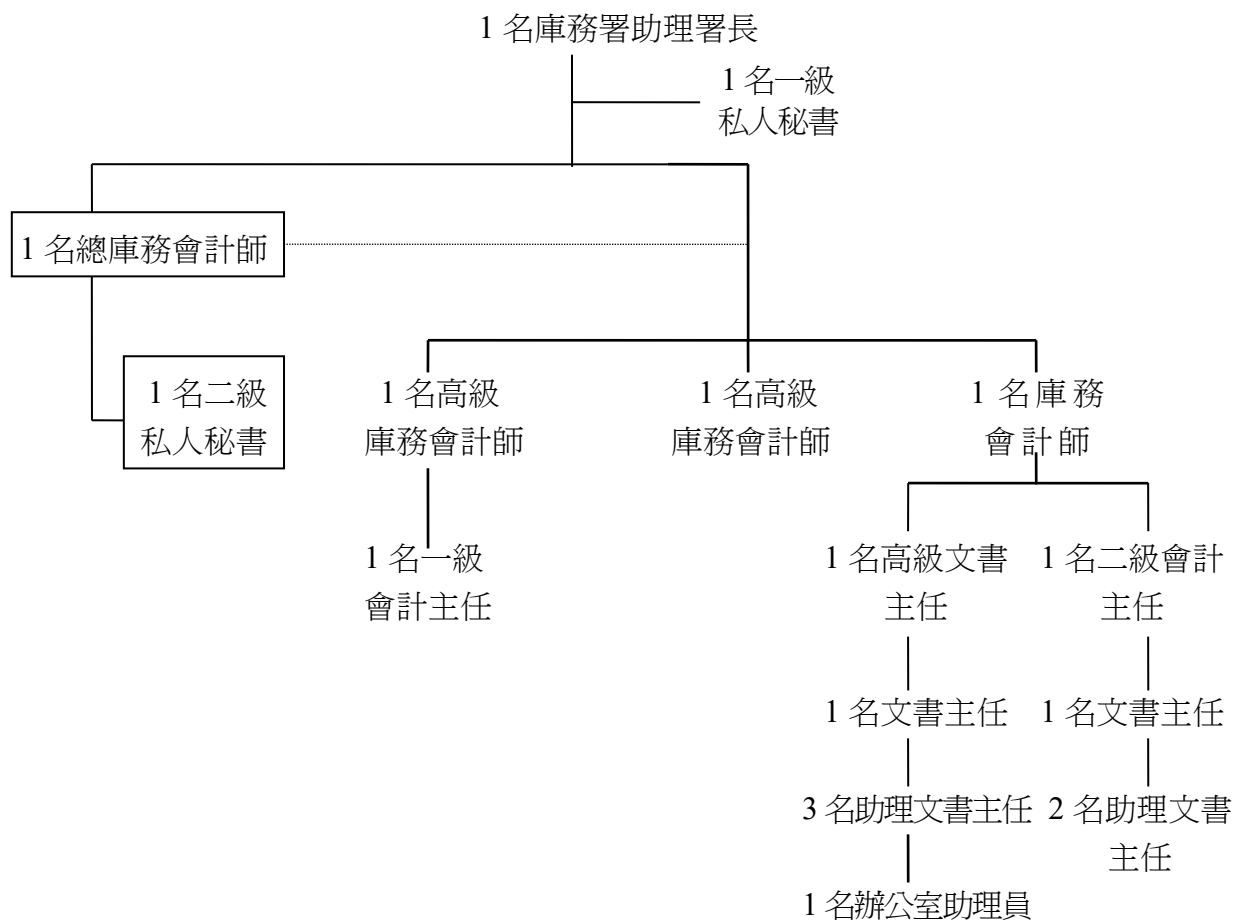 1 名庫務署助理署長
1 名一級
私人秘書
1 名總庫務會計師
1 名二級
私人秘書
1 名高級
庫務會計師
1 名高級
庫務會計師
1 名庫務
會計師
1 名一級
會計主任
1 名高級文書
主任
1 名二級會計
主任
1 名文書主任
1 名文書主任
3 名助理文書主任
2 名助理文書
主任
1 名辦公室助理員